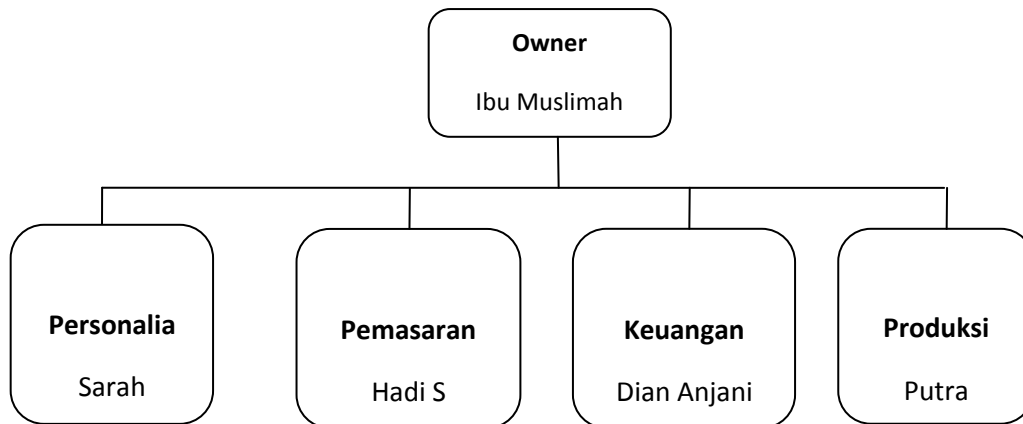 Owner
Ibu Muslimah
Personalia
Sarah
Pemasaran
Hadi S
Keuangan
Dian Anjani
Produksi
Putra